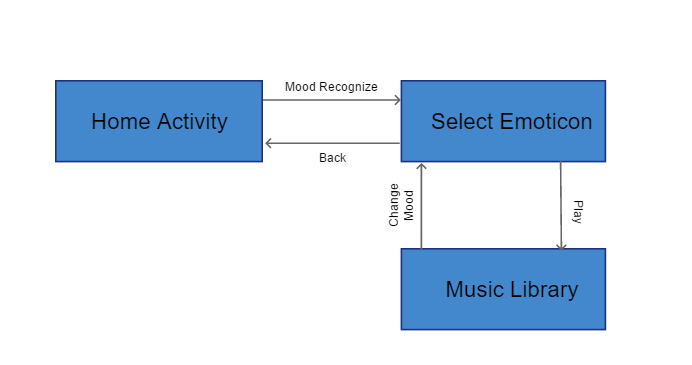 Mood Recognize
Home Activity
Select Emoticon
Back
Change
Mood
Play
Music Library